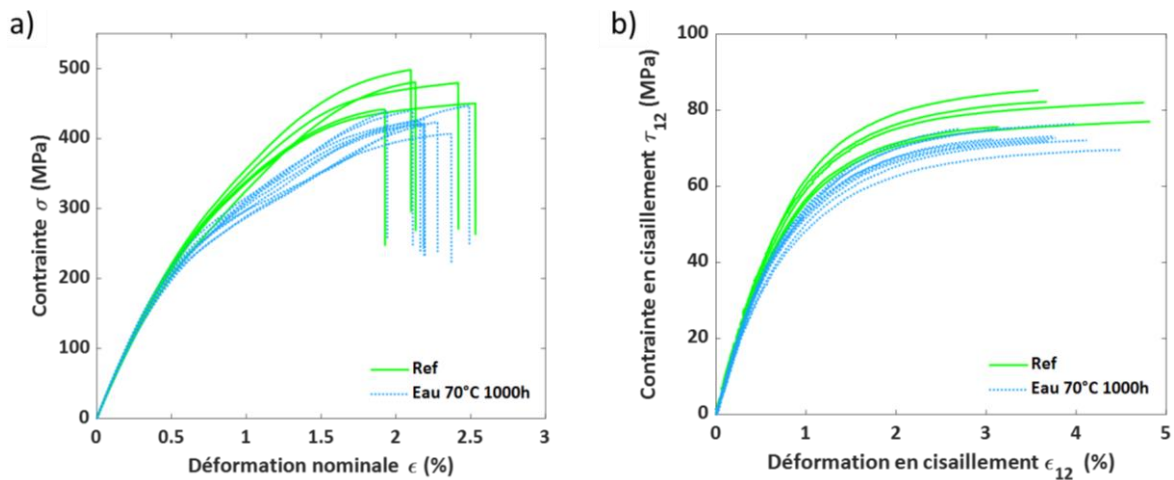 a)
Contrainte σ (MPa)
500
400
300
200
100
0
0 0.5 1 1.5 2 2.5 3
Déformation nominale ϵ (%)
Ref
Eau 70°C 1000h
b)
Contrainte en cisaillement τ12 (MPa)
100
80
60
40
20
0
0 1 2 3 4 5
Déformation en cisaillement ϵ12 (%)
Ref
Eau 70°C 1000h